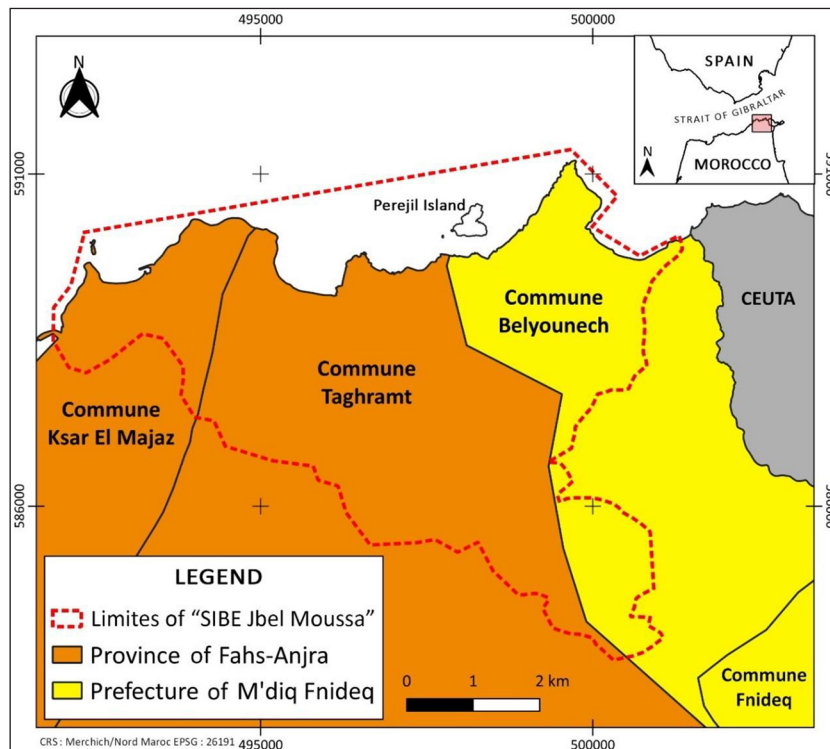 495000
500000
N
SPAIN
STRAIT OF GIBRALTAR
N
MOROCCO
591000
591000
Perejil Island
Commune
Belyounech
CEUTA
Commune
Taghramt
Commune
Ksar El Majaz
586000
586000
LEGEND
Limites of “SIBE Jbel Moussa”
Province of Fahs-Anjra
Prefecture of M'diq Fnideq
0 1 2 km
Commune
Fnideq
CRS : Merchich/Nord Maroc EPSG : 26191
495000
500000